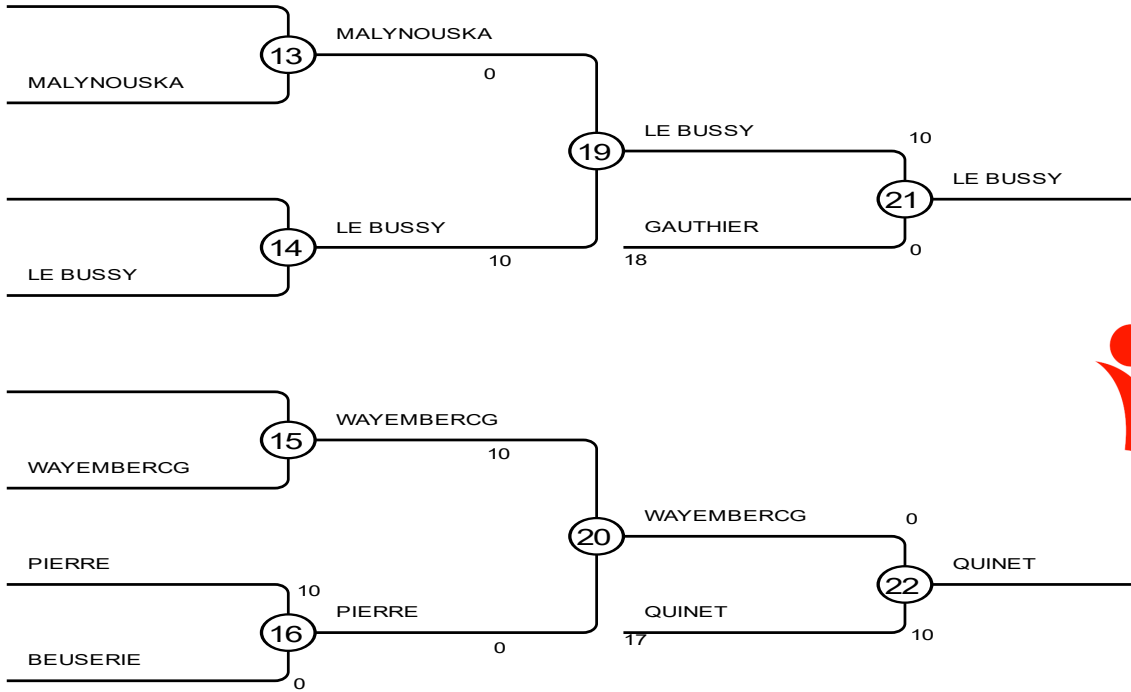 MALYNOUSKA
13
MALYNOUSKA
0
LE BUSSY
10
19
LE BUSSY
21
LE BUSSY
14
LE BUSSY
10
GAUTHIER
18
0
LE BUSSY
WAYEMBERCG
15
10
WAYEMBERCG
WAYEMBERCG
0
20
PIERRE
10
QUINET
22
16
PIERRE
0
QUINET
17
10
BEUSERIE
0